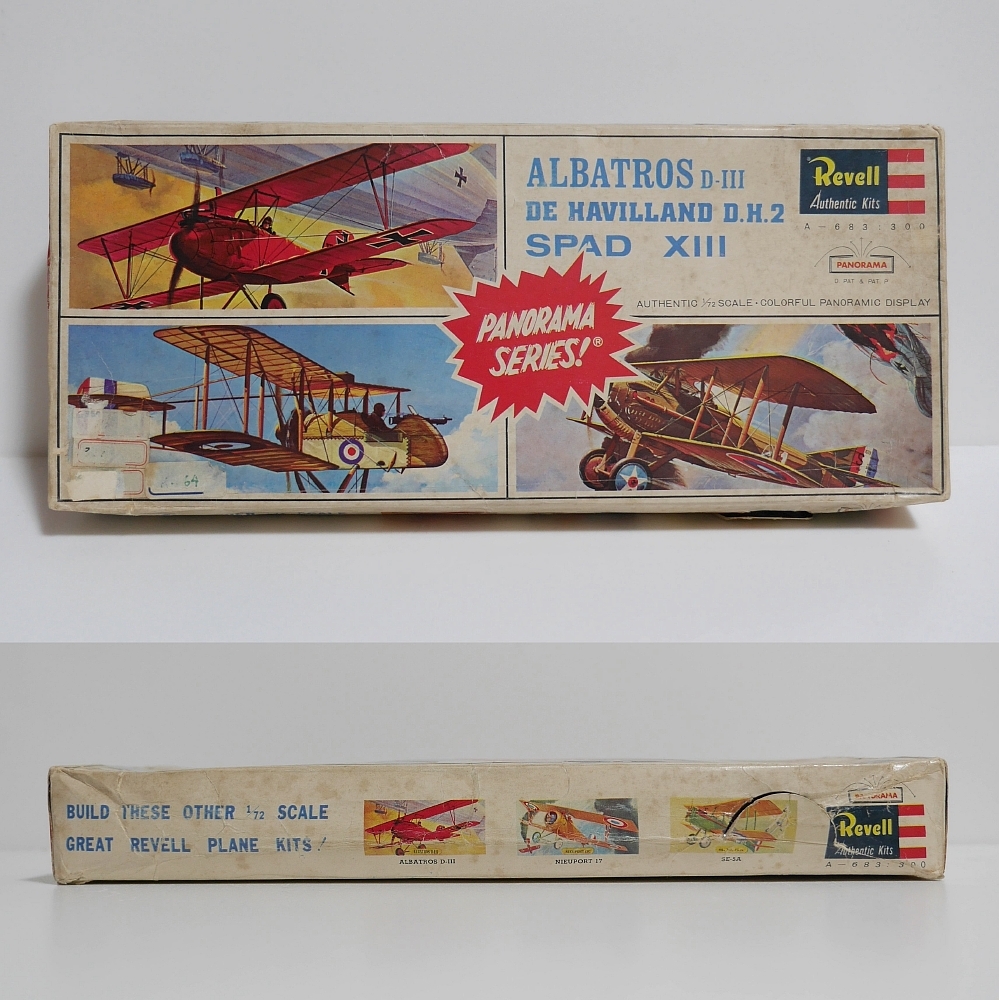 ALBATROS D-III
DE HAVILLAND D.H.2
SPAD XIII
Revell
®
Authentic Kits
A-683:300
PANORAMA
AUTHENTIC 1/72 SCALE · COLORFUL PANORAMIC DISPLAY
PANORAMA
SERIES!®
64
BUILD THESE OTHER 1/72 SCALE
GREAT REVELL PLANE KITS!
ALBATROS D-III
NIEUPORT 17
SE-5A
PANORAMA
Revell
Authentic Kits
A-683:300